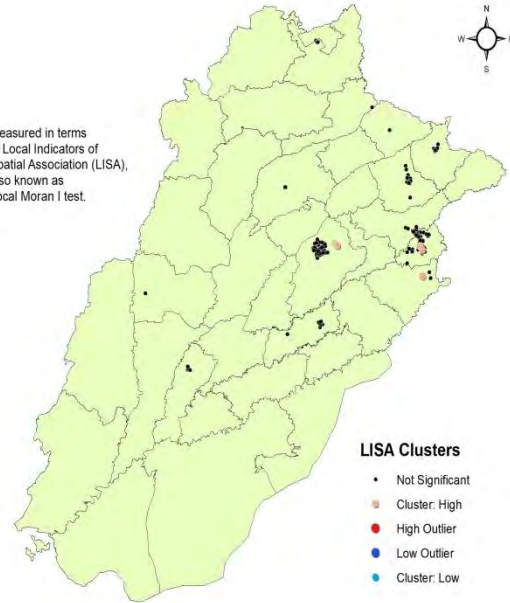 N
W
S
easured in terms
Local Indicators of
patial Association (LISA),
so known as
ocal Moran I test.
LISA Clusters
Not Significant
Cluster: High
High Outlier
Low Outlier
Cluster: Low